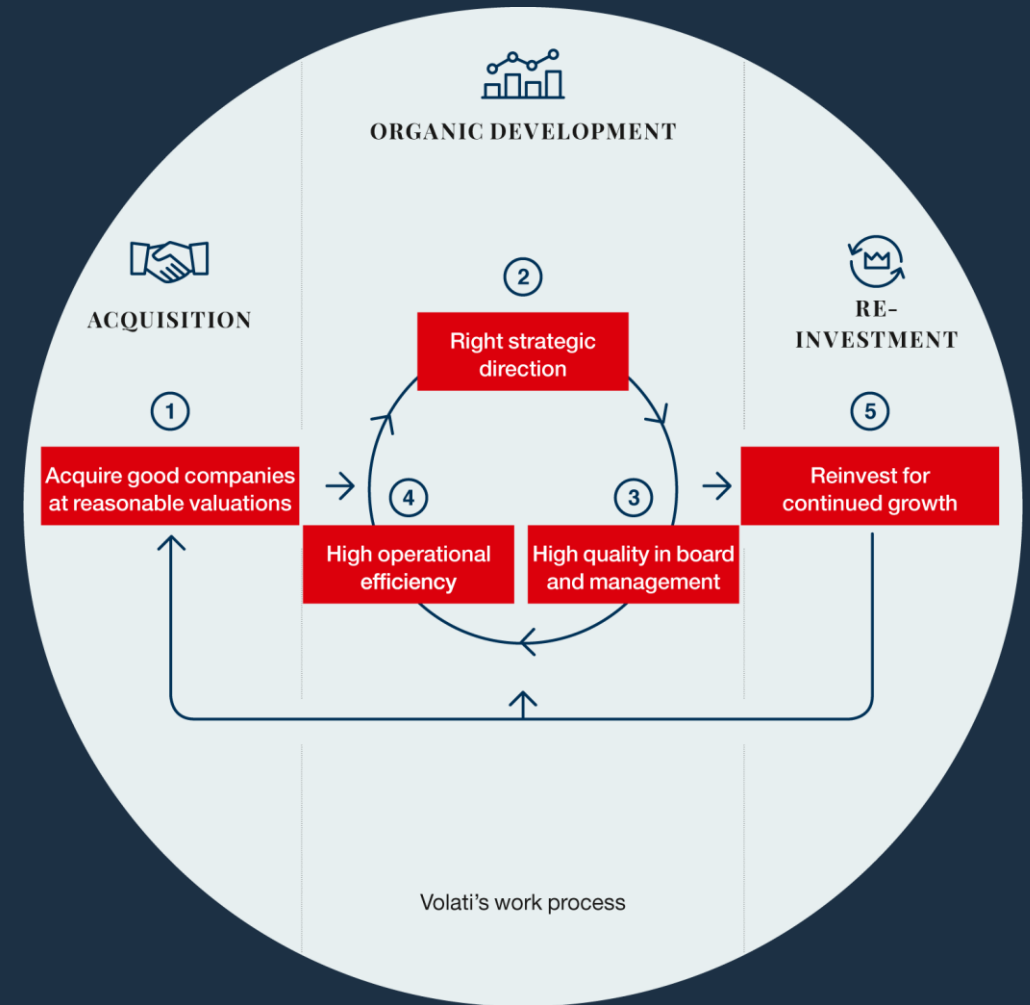 ORGANIC DEVELOPMENT
ACQUISITION
1
Acquire good companies
at reasonable valuations
2
Right strategic
direction
3
High quality in board
and management
4
High operational
efficiency
RE-
INVESTMENT
5
Reinvest for
continued growth
Volati’s work process